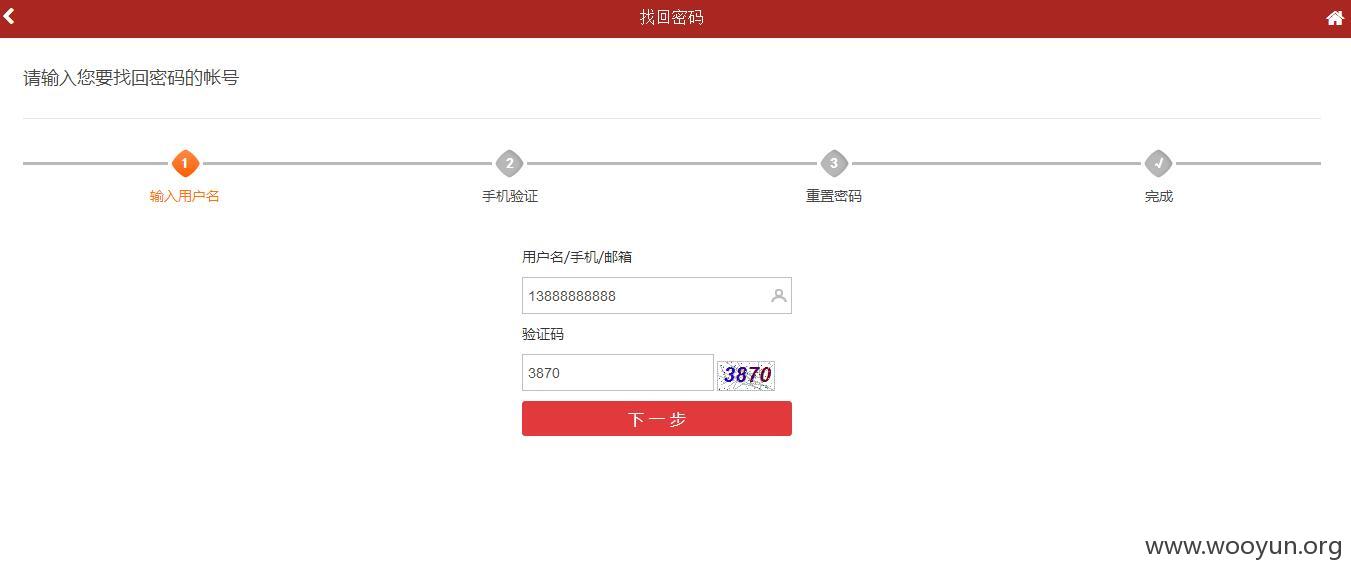 找回密码
请输入您要找回密码的帐号
1
2
3
输入用户名
手机验证
重置密码
完成
用户名/手机/邮箱
13888888888
验证码
3870
3870
下一步
www.wooyun.org